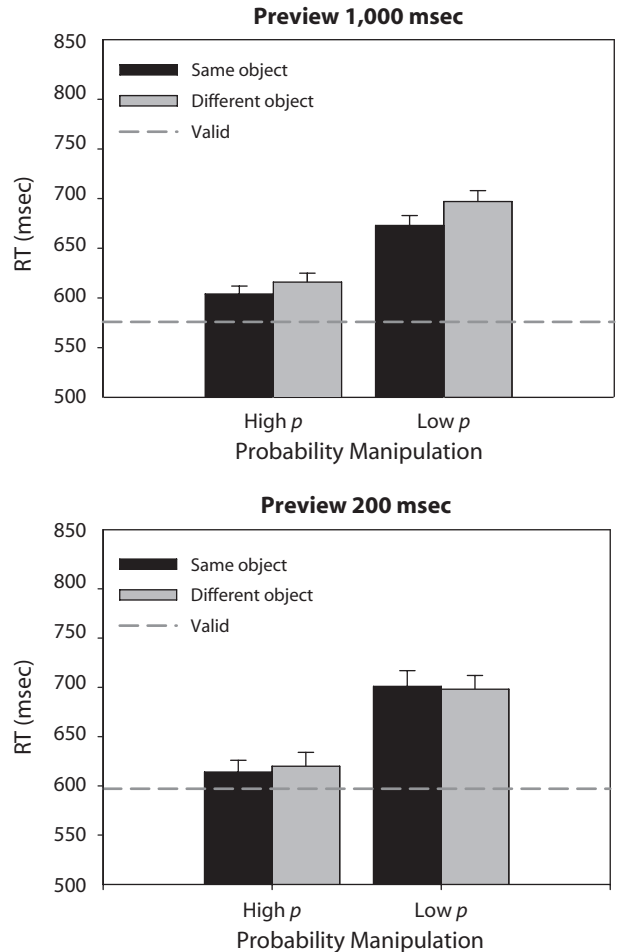 Preview 1,000 msec
850
800
750
700
650
600
550
500
RT (msec)
Same object
Different object
Valid
High p
Low p
Probability Manipulation
Preview 200 msec
850
800
750
700
650
600
550
500
RT (msec)
Same object
Different object
Valid
High p
Low p
Probability Manipulation